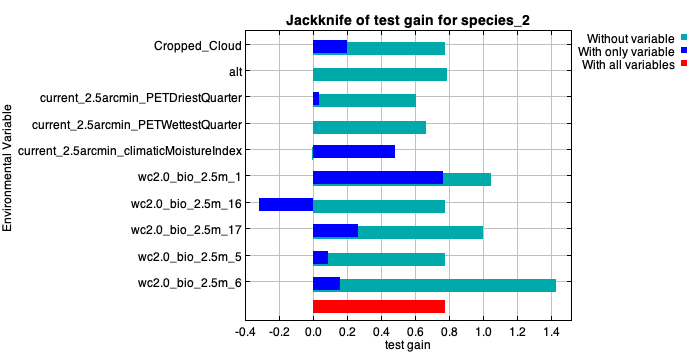 Jackknife of test gain for species_2
Without variable
With only variable
With all variables
Environmental Variable
Cropped_Cloud
alt
current_2.5arcmin_PETDriestQuarter
current_2.5arcmin_PETWettestQuarter
current_2.5arcmin_climaticMoistureIndex
wc2.0_bio_2.5m_1
wc2.0_bio_2.5m_16
wc2.0_bio_2.5m_17
wc2.0_bio_2.5m_5
wc2.0_bio_2.5m_6
-0.4 -0.2 0.0 0.2 0.4 0.6 0.8 1.0 1.2 1.4
test gain